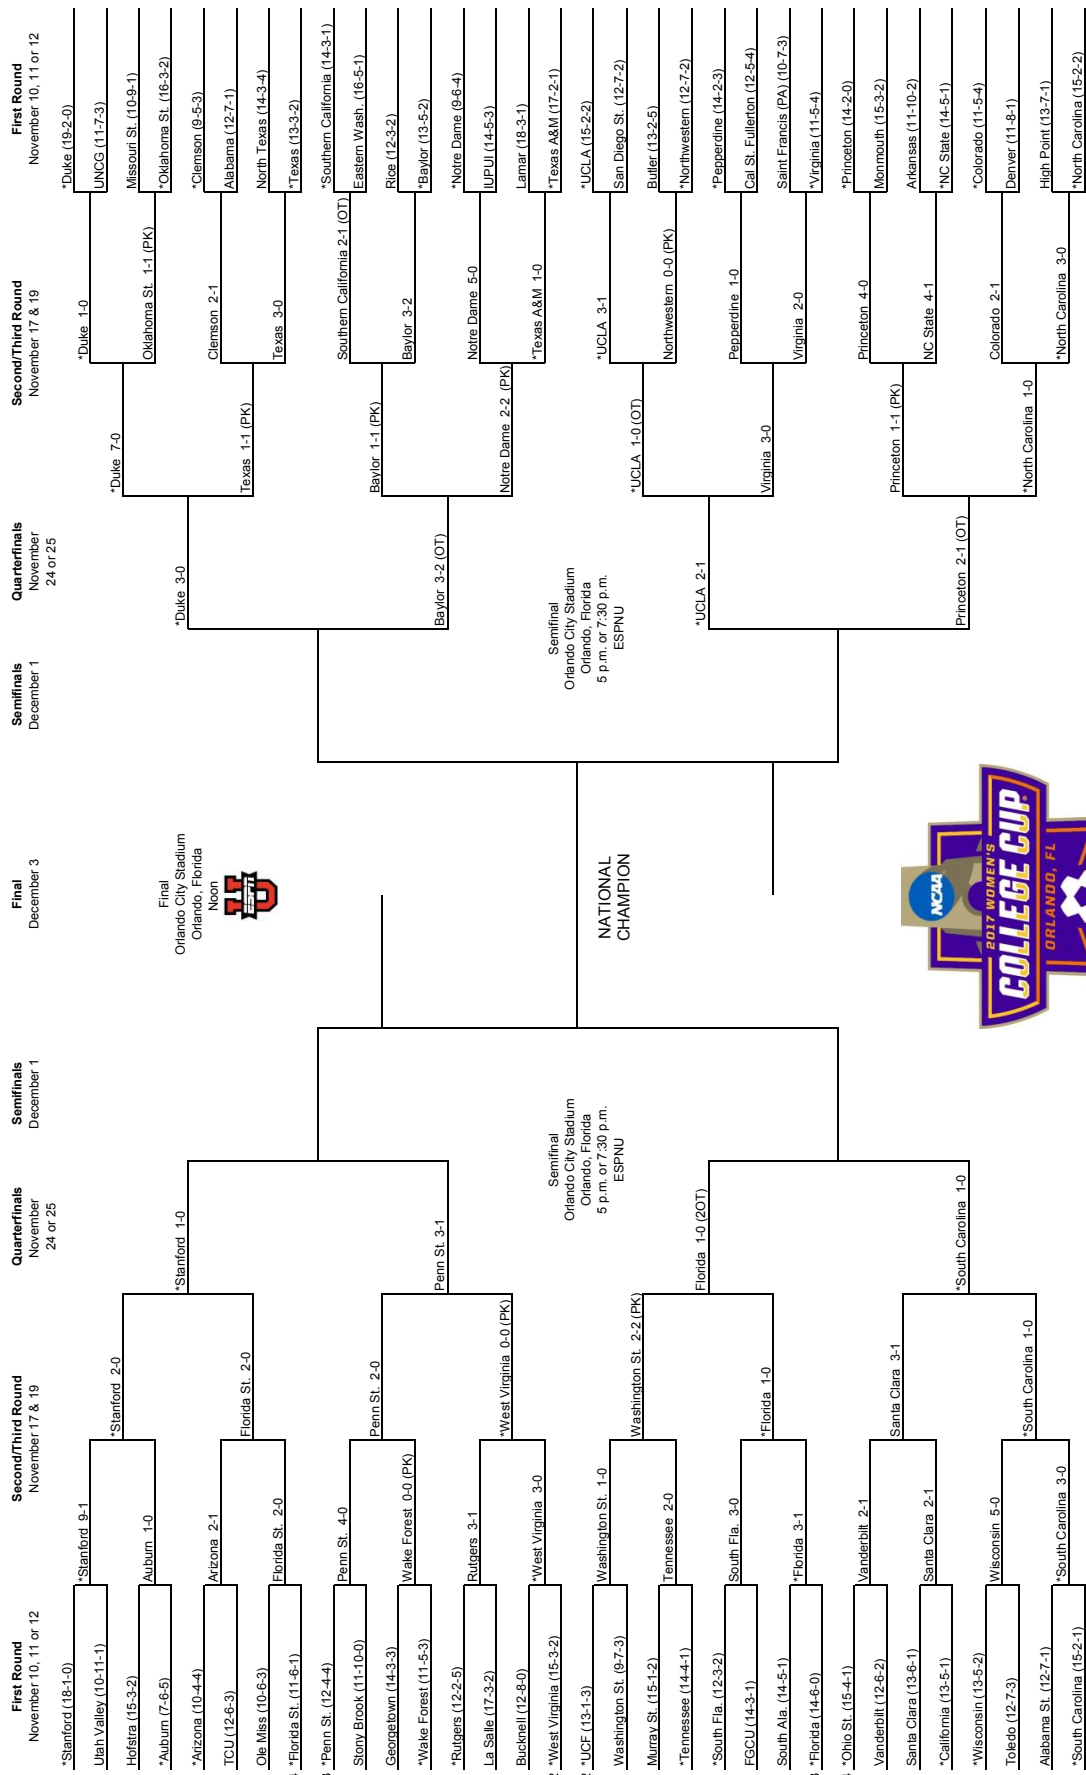 First Round
November 10, 11 or 12
Second/Third Round
November 17 & 19
Quarterfinals
November
24 or 25
Semifinals
December 1
Final
December 3
Semifinals
December 1
Quarterfinals
November
24 or 25
Second/Third Round
November 17 & 19
First Round
November 10, 11 or 12
*Stanford (18-1-0)
Utah Valley (10-11-1)
Hofstra (15-3-2)
*Auburn (7-6-5)
*Arizona (10-4-4)
TCU (12-6-3)
Ole Miss (10-6-3)
*Florida St. (11-6-1)
*Penn St. (12-4-4)
Stony Brook (11-10-0)
Georgetown (14-3-3)
*Wake Forest (11-5-3)
*Rutgers (12-2-5)
La Salle (17-3-2)
Bucknell (12-8-0)
*West Virginia (15-3-2)
*UCF (13-1-3)
Washington St. (9-7-3)
Murray St. (15-1-2)
*Tennessee (14-4-1)
*South Fla. (12-3-2)
FGCU (14-3-1)
South Ala. (14-5-1)
*Florida (14-6-0)
*Ohio St. (15-4-1)
Vanderbilt (12-6-2)
Santa Clara (13-6-1)
*California (13-5-1)
*Wisconsin (13-5-2)
Toledo (12-7-3)
Alabama St. (12-7-1)
*South Carolina (15-2-1)
*Stanford 9-1
Auburn 1-0
Arizona 2-1
Florida St. 2-0
Penn St. 4-0
Wake Forest 0-0 (PK)
Rutgers 3-1
*West Virginia 3-0
Washington St. 1-0
Tennessee 2-0
South Fla. 3-0
*Florida 3-1
Vanderbilt 2-1
Santa Clara 2-1
Wisconsin 5-0
*South Carolina 3-0
*Stanford 2-0
Florida St. 2-0
Penn St. 2-0
*West Virginia 0-0 (PK)
Washington St. 2-2 (PK)
*Florida 1-0
Santa Clara 3-1
*South Carolina 1-0
*Stanford 1-0
Penn St. 3-1
Florida 1-0 (2OT)
*South Carolina 1-0
Semifinal
Orlando City Stadium
Orlando, Florida
5 p.m. or 7:30 p.m.
ESPNU
Final
Orlando City Stadium
Orlando, Florida
Noon
ESPN
U
NATIONAL
CHAMPION
NCAA
2017 WOMEN'S
COLLEGE CUP
ORLANDO, FL
Semifinal
Orlando City Stadium
Orlando, Florida
5 p.m. or 7:30 p.m.
ESPNU
*Duke 3-0
Baylor 3-2 (OT)
*UCLA 2-1
Princeton 2-1 (OT)
*Duke 7-0
Texas 1-1 (PK)
Baylor 1-1 (PK)
Notre Dame 2-2 (PK)
*UCLA 1-0 (OT)
Virginia 3-0
Princeton 1-1 (PK)
*North Carolina 1-0
*Duke 1-0
Oklahoma St. 1-1 (PK)
Clemson 2-1
Texas 3-0
Southern California 2-1 (OT)
Baylor 3-2
Notre Dame 5-0
*Texas A&M 1-0
*UCLA 3-1
Northwestern 0-0 (PK)
Pepperdine 1-0
Virginia 2-0
Princeton 4-0
NC State 4-1
Colorado 2-1
*North Carolina 3-0
*Duke (19-2-0)
UNCG (11-7-3)
Missouri St. (10-9-1)
*Oklahoma St. (16-3-2)
*Clemson (9-5-3)
Alabama (12-7-1)
North Texas (14-3-4)
*Texas (13-3-2)
*Southern California (14-3-1)
Eastern Wash. (16-5-1)
Rice (12-3-2)
*Baylor (13-5-2)
*Notre Dame (9-6-4)
IUPUI (14-5-3)
Lamar (18-3-1)
*Texas A&M (17-2-1)
*UCLA (15-2-2)
San Diego St. (12-7-2)
Butler (13-2-5)
*Northwestern (12-7-2)
*Pepperdine (14-2-3)
Cal St. Fullerton (12-5-4)
Saint Francis (PA) (10-7-3)
*Virginia (11-5-4)
*Princeton (14-2-0)
Monmouth (15-3-2)
Arkansas (11-10-2)
*NC State (14-5-1)
*Colorado (11-5-4)
Denver (11-8-1)
High Point (13-7-1)
*North Carolina (15-2-2)